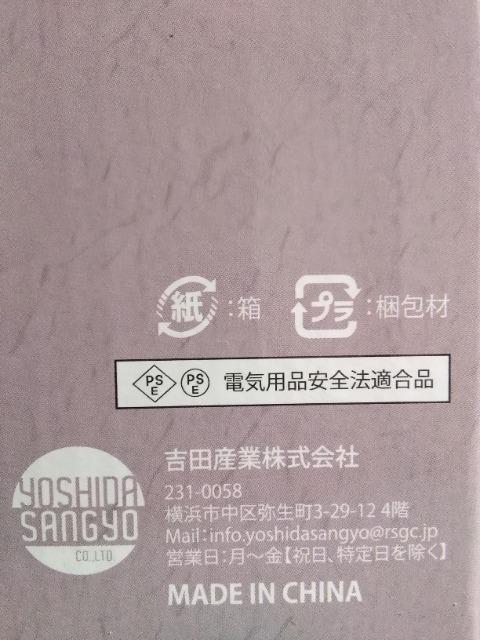 紙：箱 プラ：梱包材
PS E PS E 電気用品安全法適合品
吉田産業株式会社
231-0058
横浜市中区弥生町3-29-12 4階
Mail：info.yoshidasangyo@rsgc.jp
営業日：月～金【祝日、特定日を除く】
MADE IN CHINA
YOSHIDA
SANGYO
CO.,LTD.